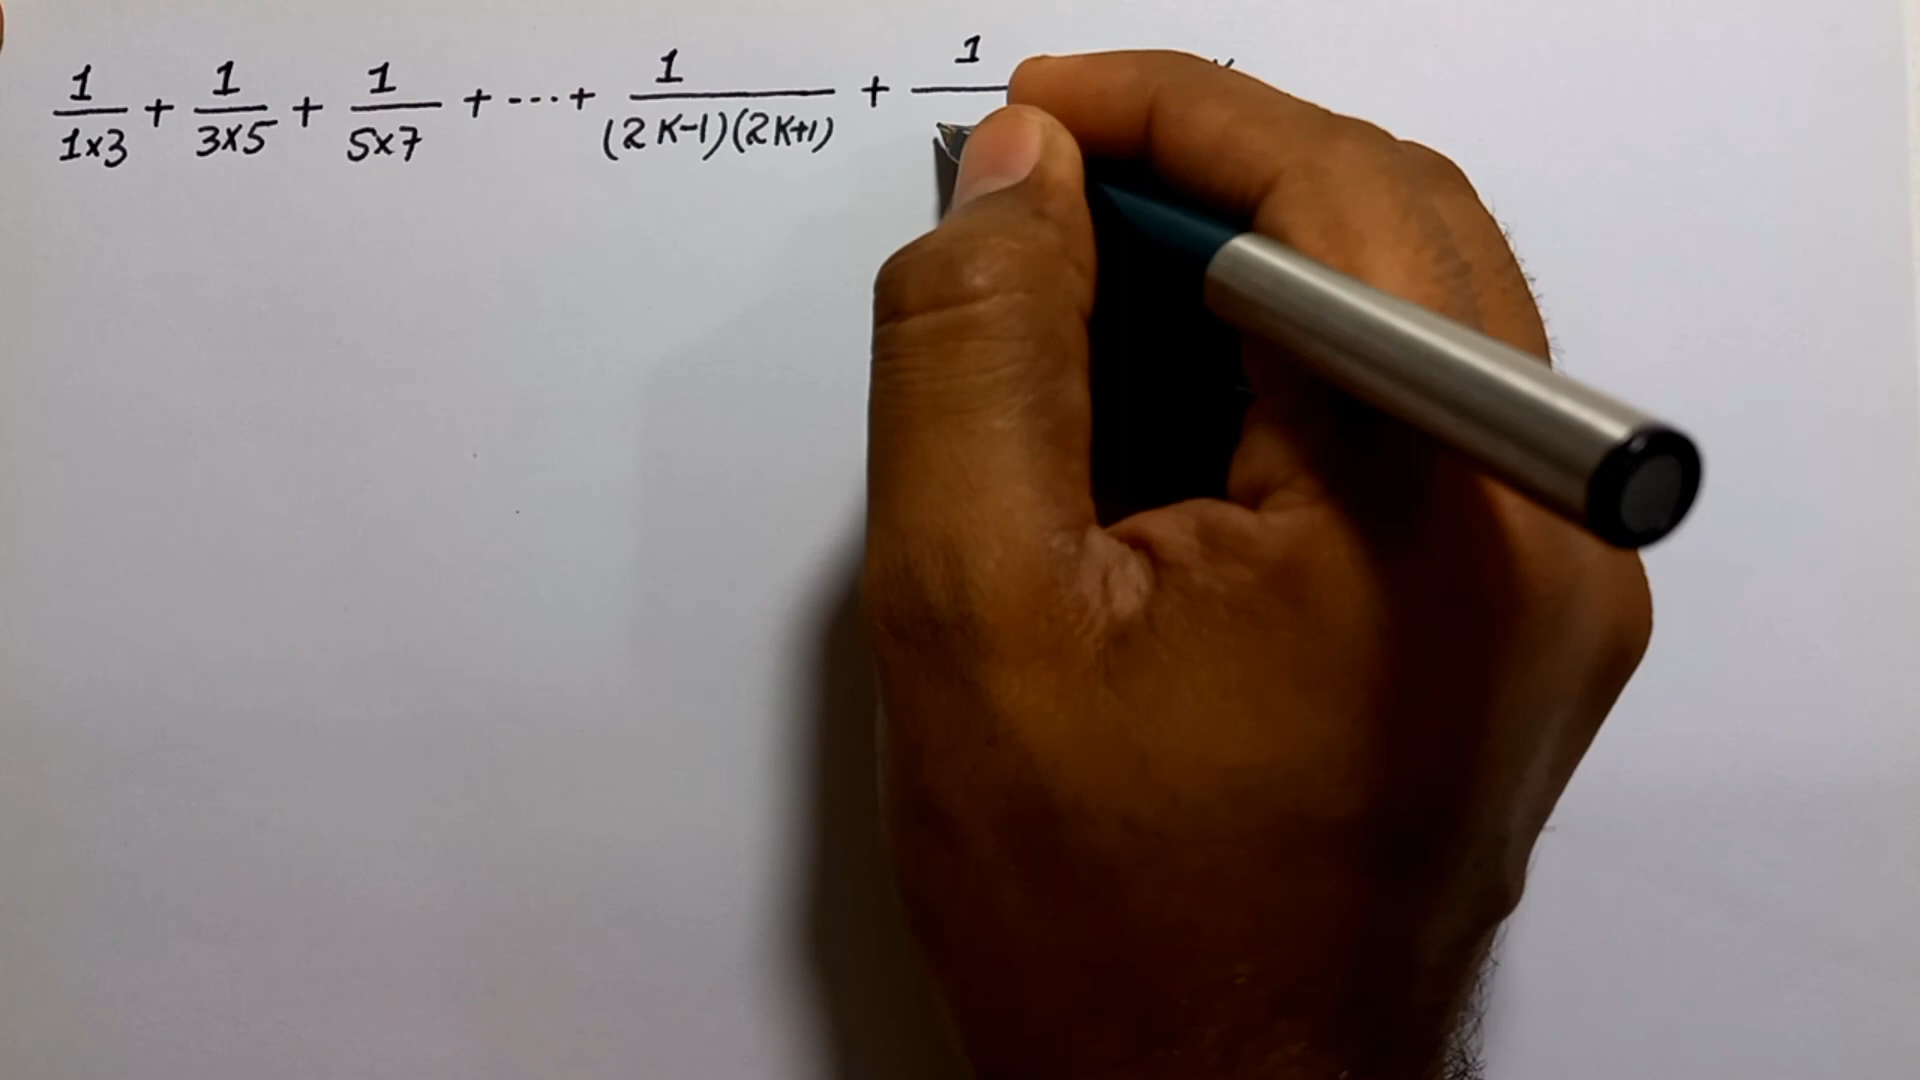 1/1×3 + 1/3×5 + 1/5×7 + ---+ 1/(2K-1)(2K+1) + 1/